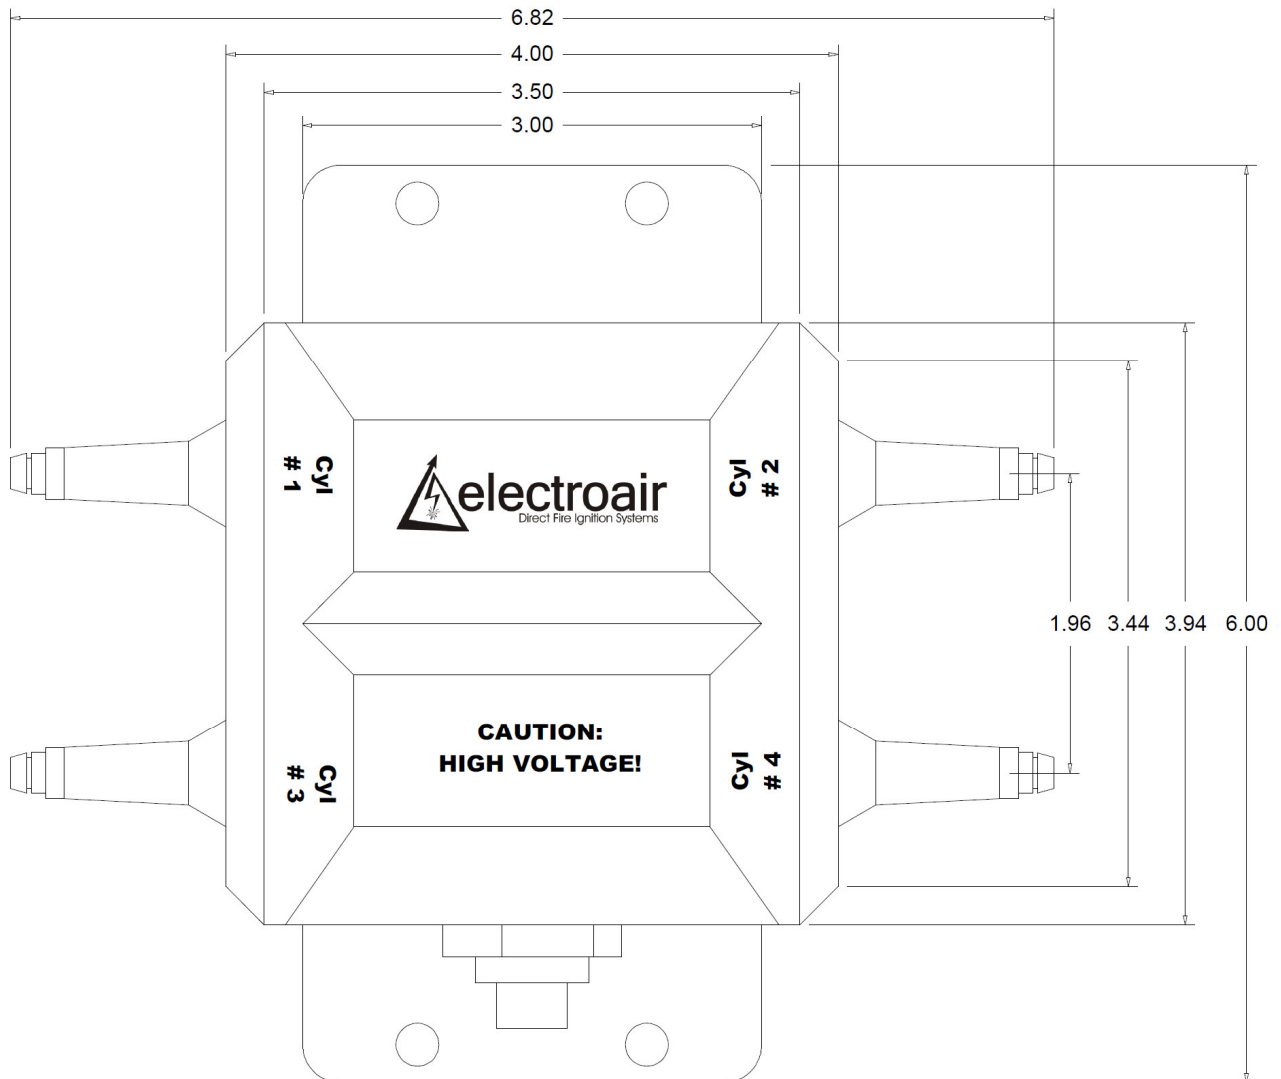 6.82
4.00
3.50
3.00
Cyl
# 1
electroair
Direct Fire Ignition Systems
Cyl
# 2
1.96 3.44 3.94 6.00
CAUTION:
HIGH VOLTAGE!
Cyl
# 3
Cyl
# 4